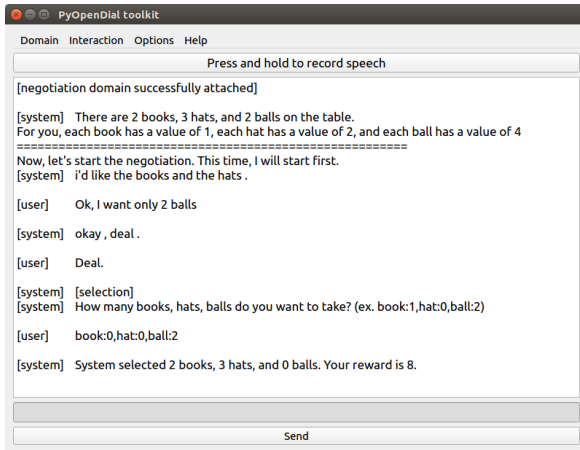 PyOpenDial toolkit
Domain Interaction Options Help
Press and hold to record speech
[negotiation domain successfully attached]
[system] There are 2 books, 3 hats, and 2 balls on the table.
For you, each book has a value of 1, each hat has a value of 2, and each ball has a value of 4
========================================================
Now, let's start the negotiation. This time, I will start first.
[system] i'd like the books and the hats .
[user] Ok, I want only 2 balls
[system] okay , deal .
[user] Deal.
[system] [selection]
[system] How many books, hats, balls do you want to take? (ex. book:1,hat:0,ball:2)
[user] book:0,hat:0,ball:2
[system] System selected 2 books, 3 hats, and 0 balls. Your reward is 8.
Send